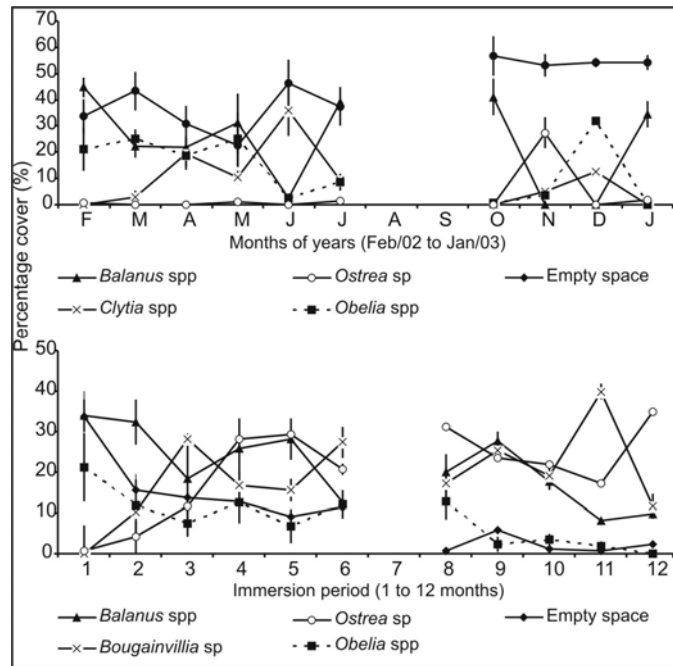 Percentage cover (%)
70
60
50
40
30
20
10
0
F M A M J J A S O N D J
Months of years (Feb/02 to Jan/03)
Balanus spp Ostrea sp Empty space
Clytia spp Obelia spp
50
40
30
20
10
0
1 2 3 4 5 6 7 8 9 10 11 12
Immersion period (1 to 12 months)
Balanus spp Ostrea sp Empty space
Bougainvillia sp Obelia spp